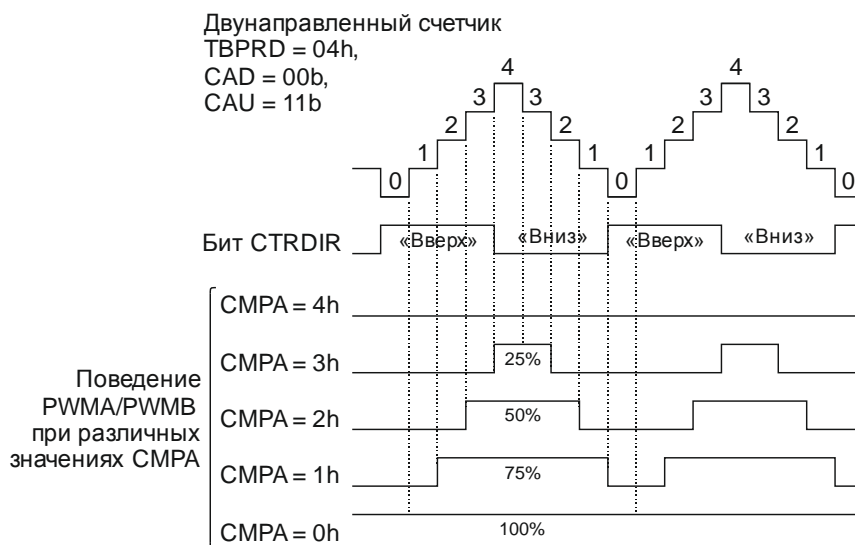 Двунаправленный счетчик
TBPRD = 04h,
CAD = 00b,
CAU = 11b
4 4
3 3 3 3
2 2 2 2
1 1 1 1
0 0 0
Бит CTRDIR «Вверх» «Вниз» «Вверх» «Вниз»
CMPA = 4h
CMPA = 3h 25%
Поведение
PWMA/PWMB
при различных
значениях CMPA
CMPA = 2h 50%
CMPA = 1h 75%
CMPA = 0h 100%